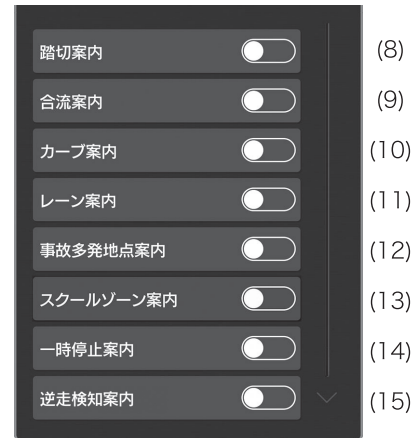 踏切案内 (8)
合流案内 (9)
カーブ案内 (10)
レーン案内 (11)
事故多発地点案内 (12)
スクールゾーン案内 (13)
一時停止案内 (14)
逆走検知案内 (15)